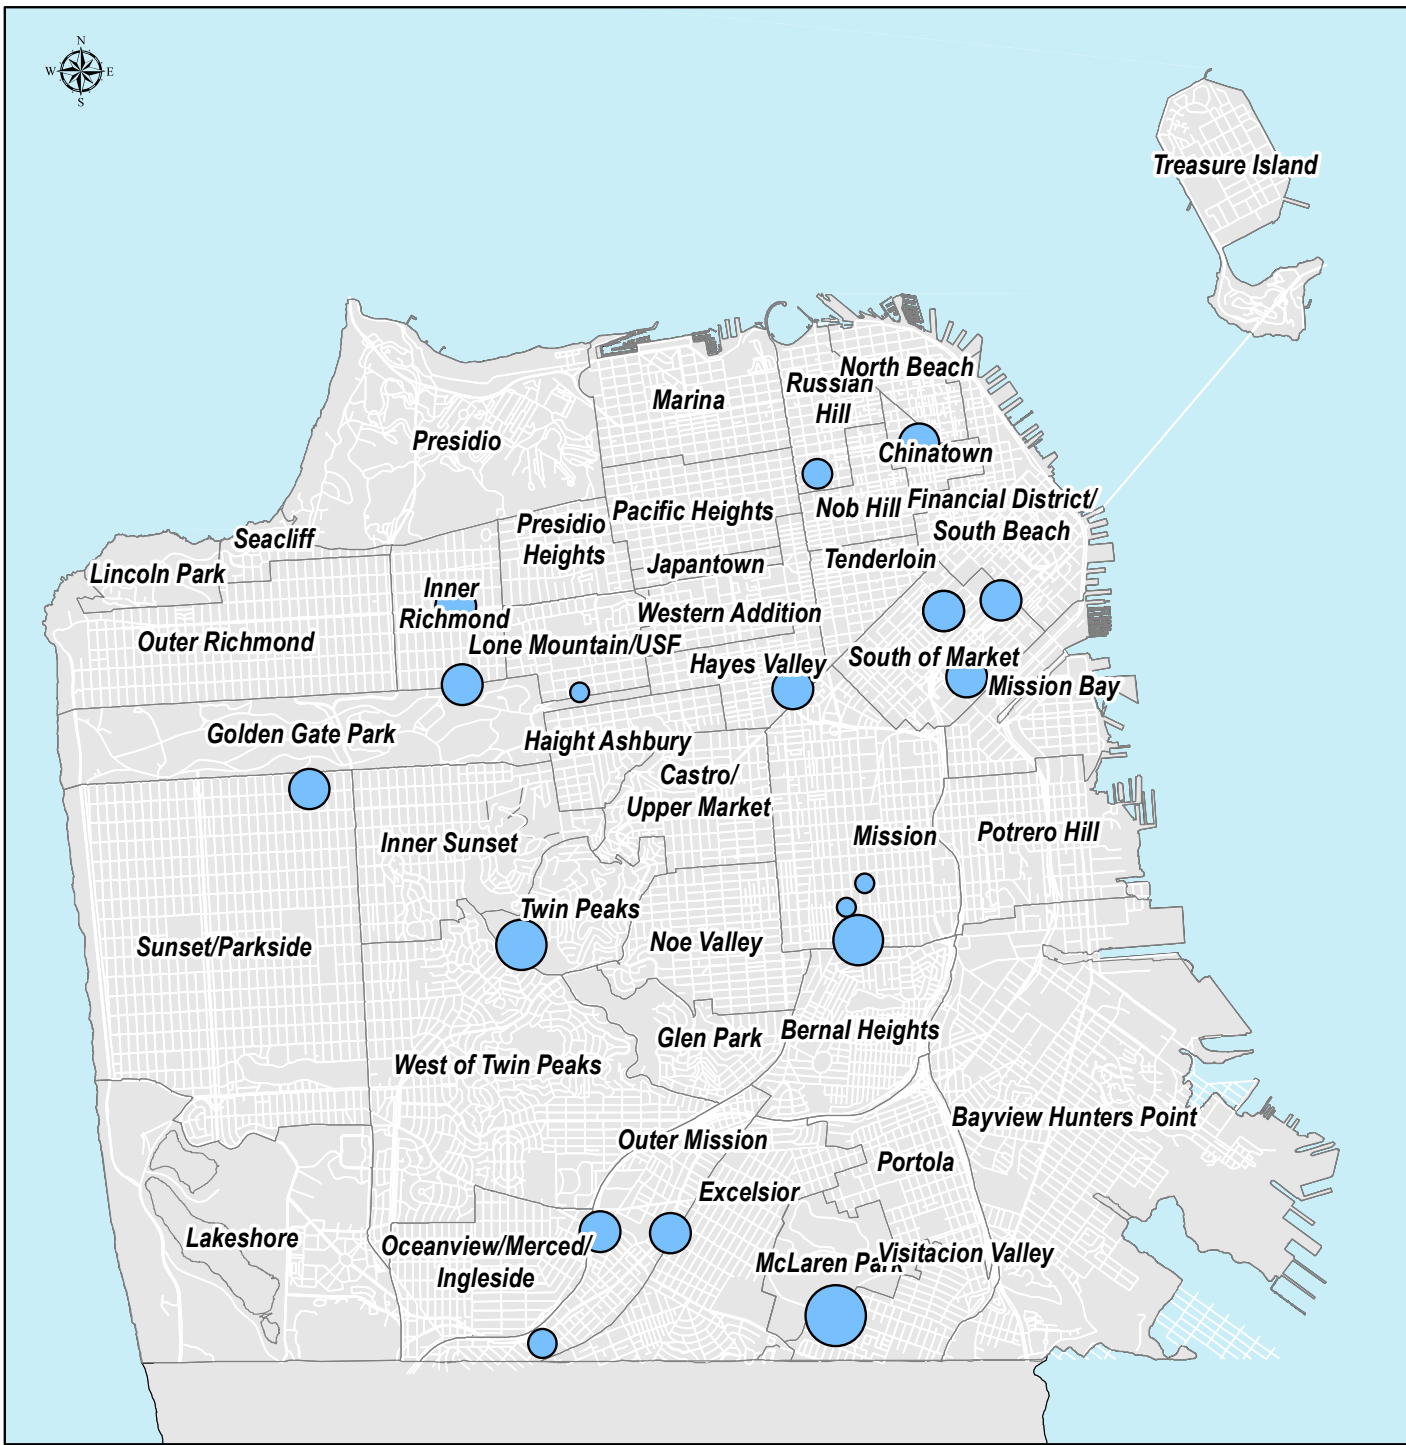 N
W E
S
Treasure Island
North Beach
Russian
Hill
Marina
Presidio
Chinatown
Pacific Heights
Nob Hill
Financial District/
South Beach
Presidio
Heights
Seacliff
Lincoln Park
Japantown
Tenderloin
Inner
Richmond
Western Addition
Outer Richmond
Lone Mountain/USF
Hayes Valley
South of Market
Mission Bay
Golden Gate Park
Haight Ashbury
Castro/
Upper Market
Inner Sunset
Mission
Potrero Hill
Twin Peaks
Sunset/Parkside
Noe Valley
Glen Park
Bernal Heights
West of Twin Peaks
Bayview Hunters Point
Outer Mission
Portola
Excelsior
Lakeshore
Oceanview/Merced/
Ingleside
McLaren Park
Visitacion Valley